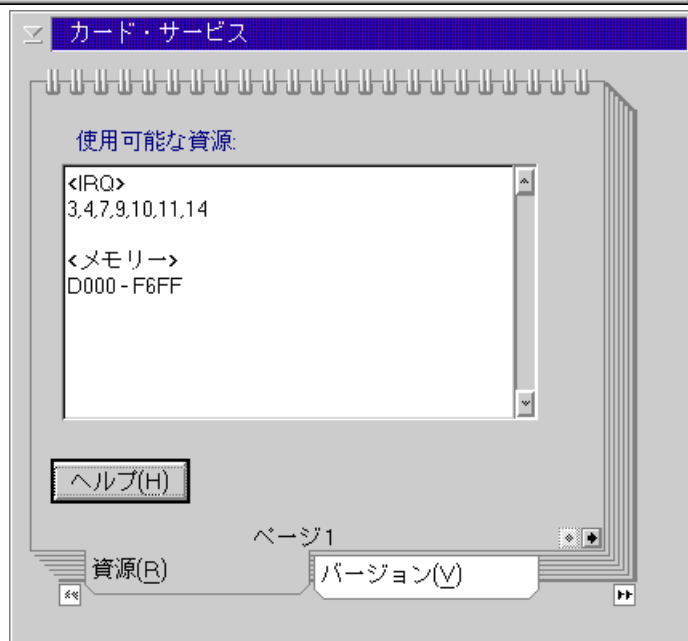 カード・サービス
使用可能な資源:
<IRQ>
3,4,7,9,10,11,14
<メモリー>
D000 - F6FF
ヘルプ(H)
ページ1
資源(R)
バージョン(V)